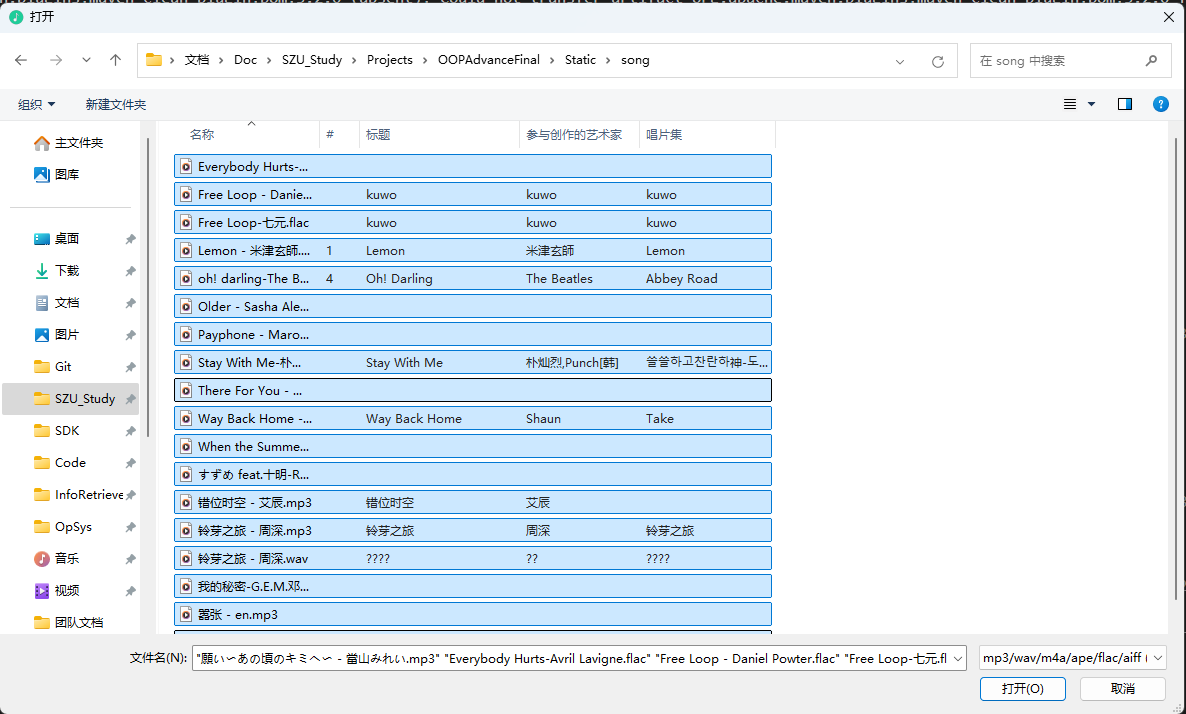 打开
文档 › Doc › SZU_Study › Projects › OOPAdvanceFinal › Static › song
在 song 中搜索
组织 新建文件夹
主文件夹
图库
桌面
下载
文档
图片
Git
SZU_Study
SDK
Code
InfoRetrieve
OpSys
音乐
视频
团队文档
名称 # 标题 参与创作的艺术家 唱片集
Everybody Hurts-...
Free Loop - Danie... kuwo kuwo kuwo
Free Loop-七元.flac kuwo kuwo kuwo
Lemon - 米津玄師.... 1 Lemon 米津玄師 Lemon
oh! darling-The B... 4 Oh! Darling The Beatles Abbey Road
Older - Sasha Ale...
Payphone - Maro...
Stay With Me-朴... Stay With Me 朴灿烈,Punch[韩] 쓸쓸하고찬란하神-도...
There For You - ...
Way Back Home -... Way Back Home Shaun Take
When the Summe...
すずめ feat.十明-R...
错位时空 - 艾辰.mp3 错位时空 艾辰
铃芽之旅 - 周深.mp3 铃芽之旅 周深 铃芽之旅
铃芽之旅 - 周深.wav ???? ?? ????
我的秘密-G.E.M.邓...
嚣张 - en.mp3
文件名(N): "願い〜あの頃のキミへ〜 - 當山みれい.mp3" "Everybody Hurts-Avril Lavigne.flac" "Free Loop - Daniel Powter.flac" "Free Loop-七元.fl
mp3/wav/m4a/ape/flac/aiff (
打开(O) 取消